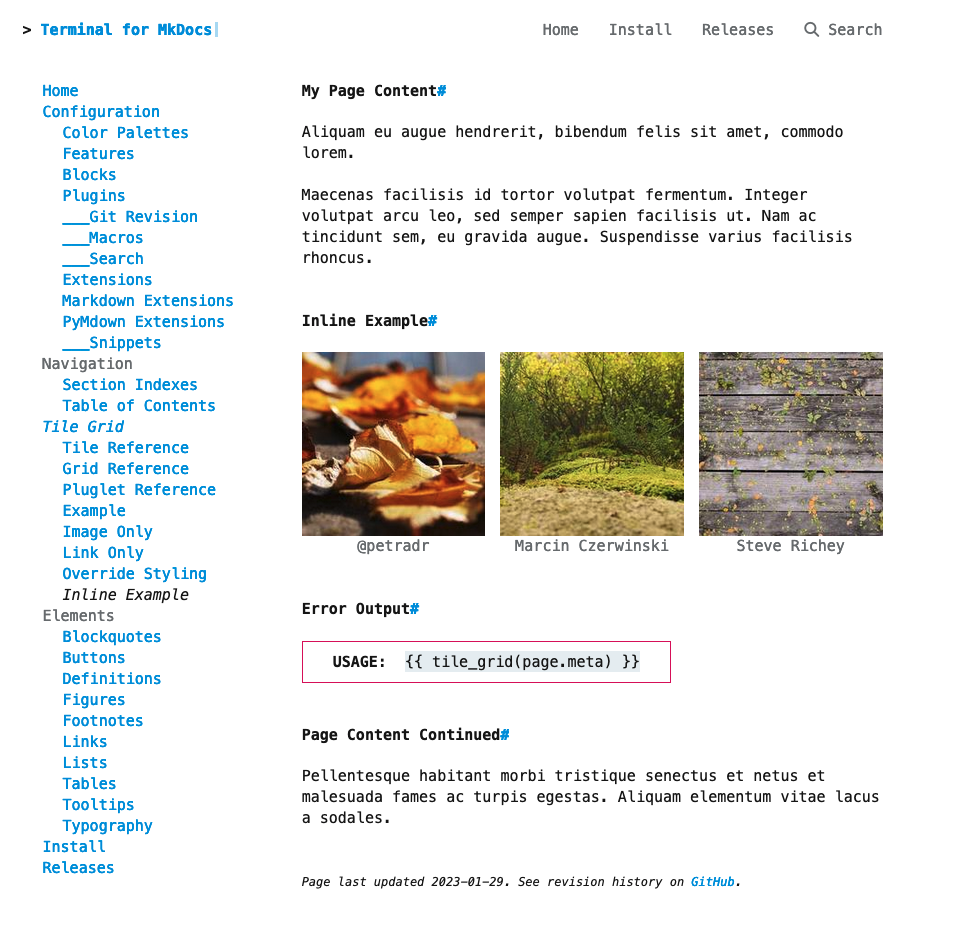 > Terminal for MkDocs
Home Install Releases Search
Home
Configuration
Color Palettes
Features
Blocks
Plugins
___Git Revision
___Macros
___Search
Extensions
Markdown Extensions
PyMdown Extensions
___Snippets
Navigation
Section Indexes
Table of Contents
Tile Grid
Tile Reference
Grid Reference
Pluglet Reference
Example
Image Only
Link Only
Override Styling
Inline Example
Elements
Blockquotes
Buttons
Definitions
Figures
Footnotes
Links
Lists
Tables
Tooltips
Typography
Install
Releases
My Page Content#
Aliquam eu augue hendrerit, bibendum felis sit amet, commodo
lorem.
Maecenas facilisis id tortor volutpat fermentum. Integer
volutpat arcu leo, sed semper sapien facilisis ut. Nam ac
tincidunt sem, eu gravida augue. Suspendisse varius facilisis
rhoncus.
Inline Example#
@petradr Marcin Czerwinski Steve Richey
Error Output#
USAGE: {{ tile_grid(page.meta) }}
Page Content Continued#
Pellentesque habitant morbi tristique senectus et netus et
malesuada fames ac turpis egestas. Aliquam elementum vitae lacus
a sodales.
Page last updated 2023-01-29. See revision history on GitHub.